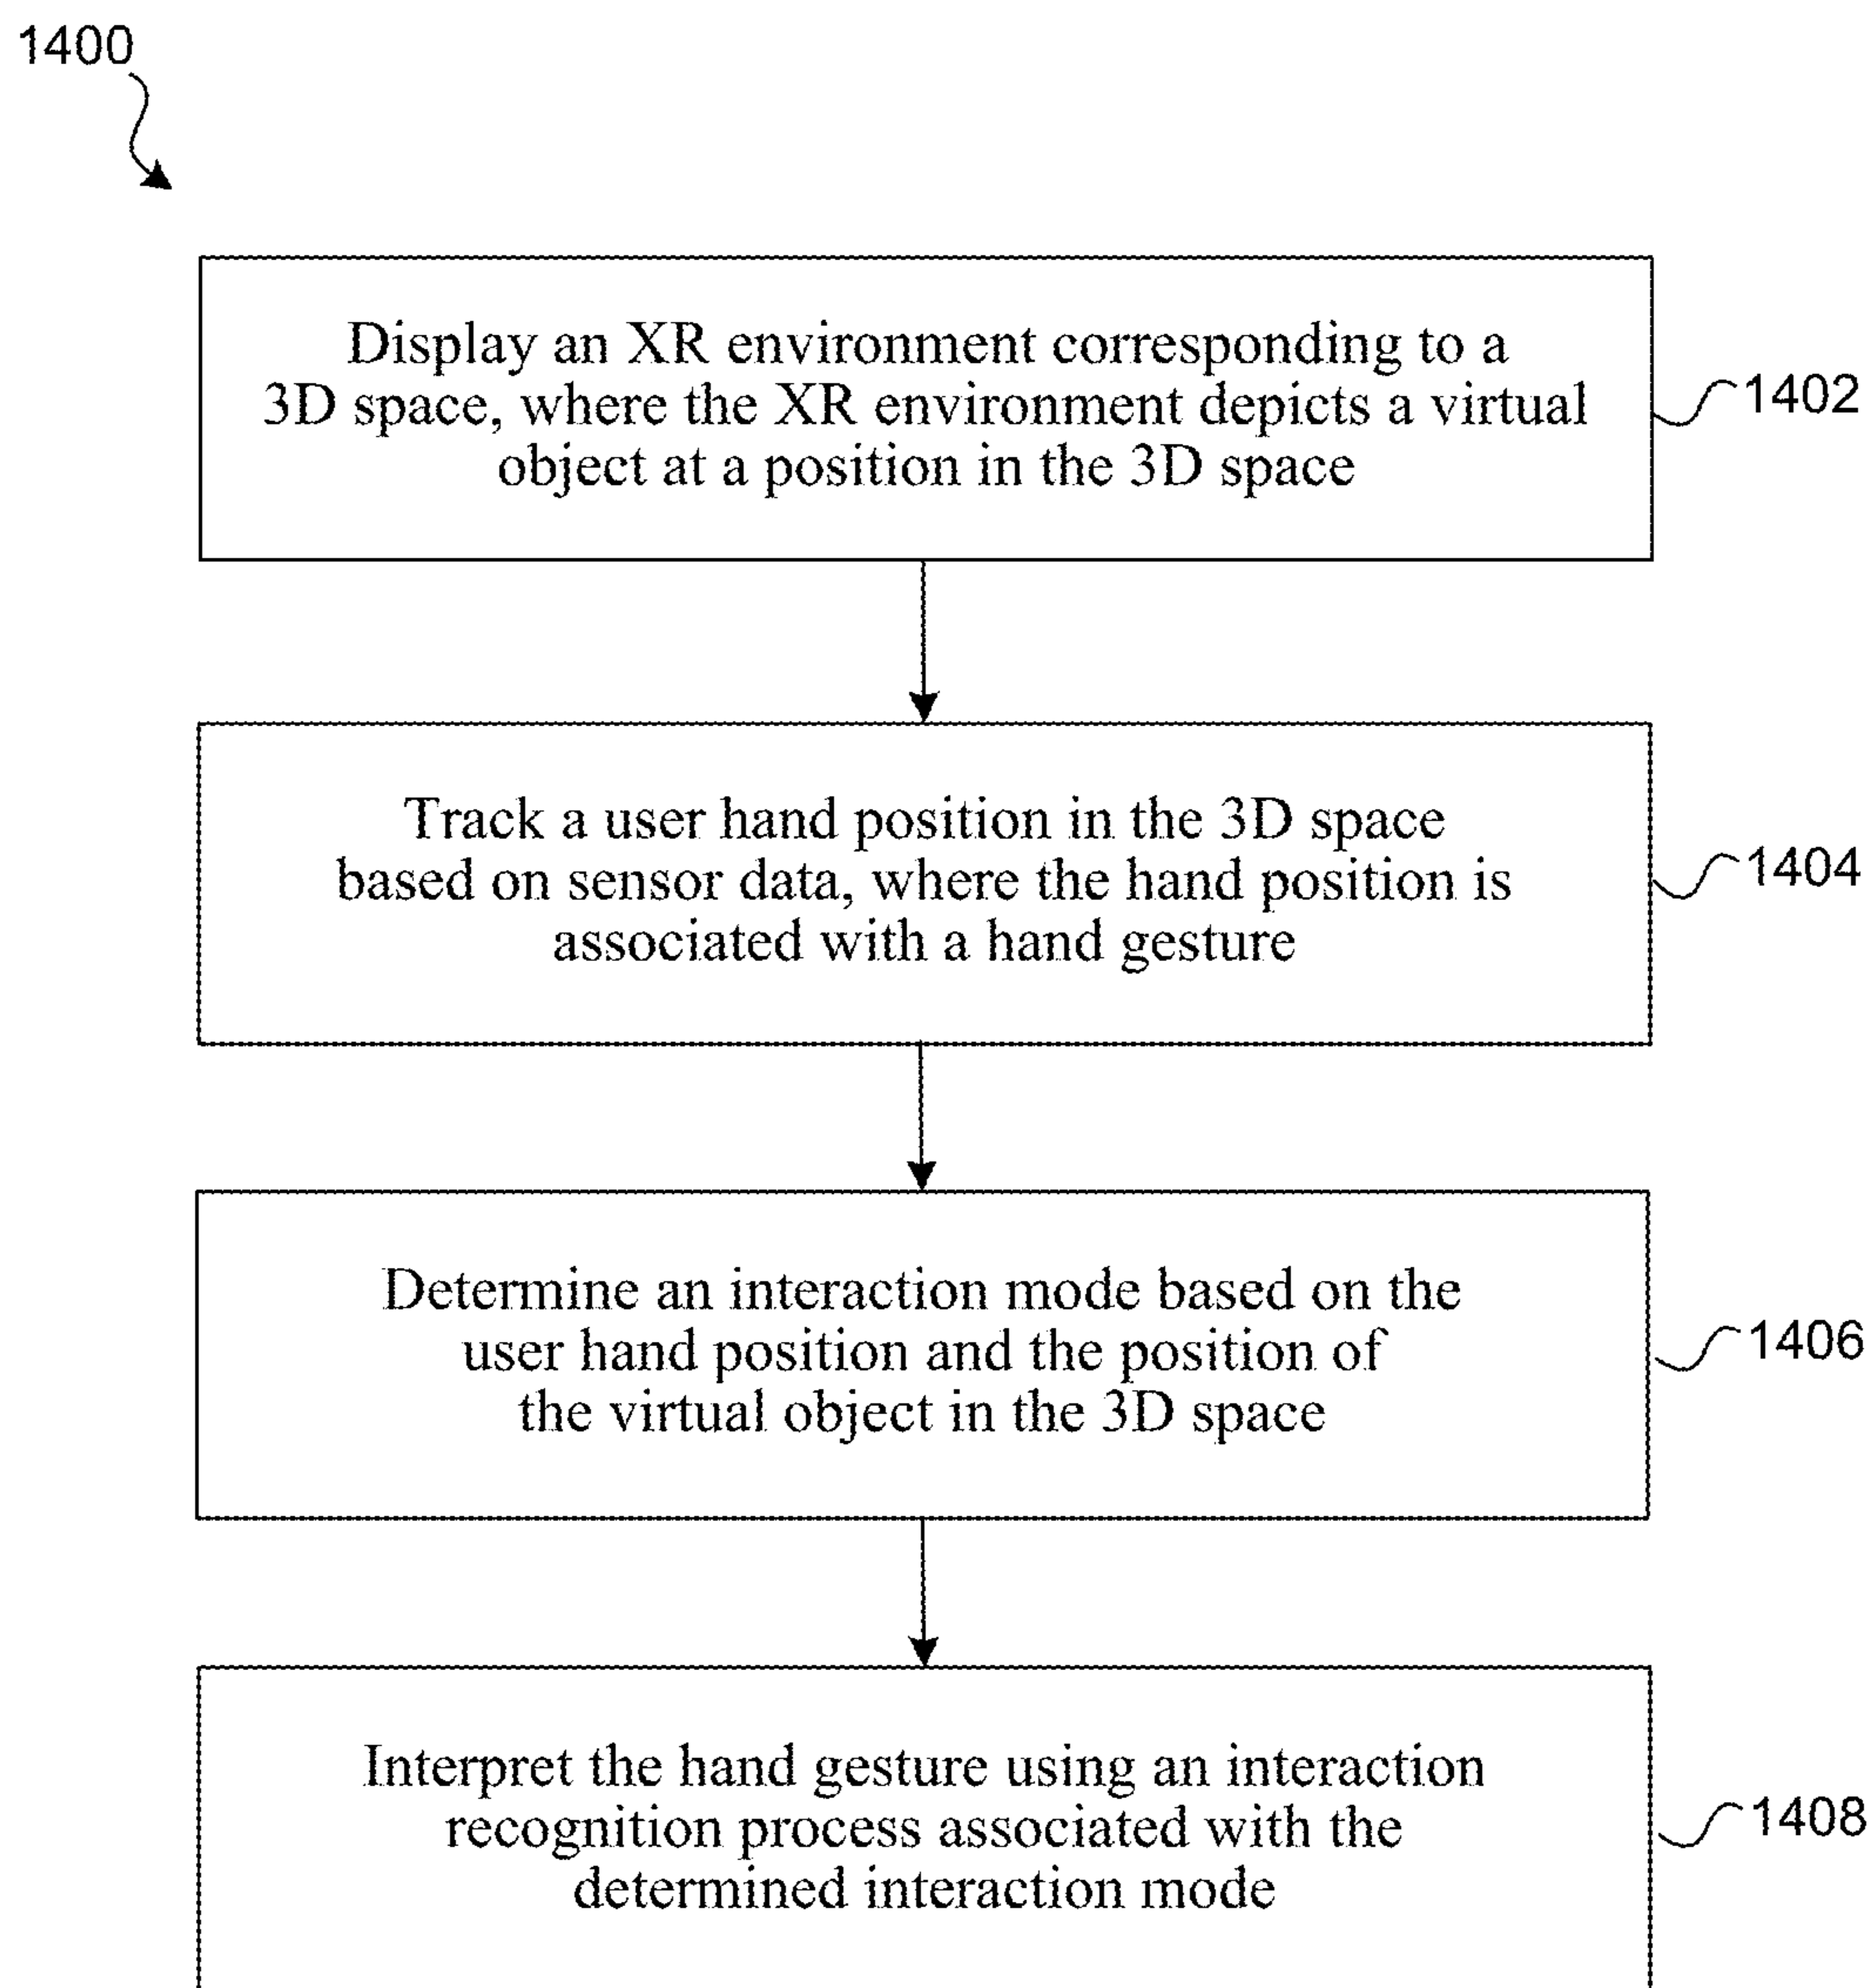 1400
Display an XR environment corresponding to a
3D space, where the XR environment depicts a virtual
object at a position in the 3D space
1402
Track a user hand position in the 3D space
based on sensor data, where the hand position is
associated with a hand gesture
1404
Determine an interaction mode based on the
user hand position and the position of
the virtual object in the 3D space
1406
Interpret the hand gesture using an interaction
recognition process associated with the
determined interaction mode
1408